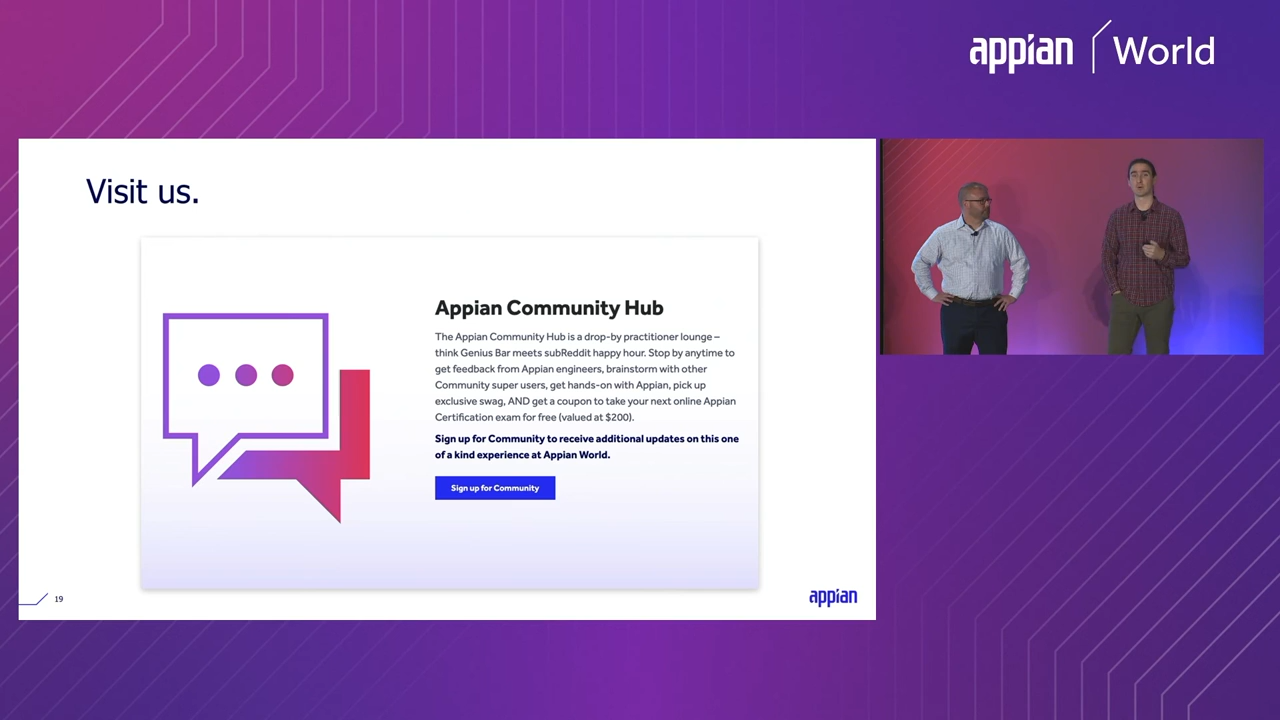 appian World
Visit us.
Appian Community Hub
The Appian Community Hub is a drop-by practitioner lounge –
think Genius Bar meets subReddit happy hour. Stop by anytime to
get feedback from Appian engineers, brainstorm with other
Community super users, get hands-on with Appian, pick up
exclusive swag, AND get a coupon to take your next online Appian
Certification exam for free (valued at $200).
Sign up for Community to receive additional updates on this one
of a kind experience at Appian World.
Sign up for Community
19
appian